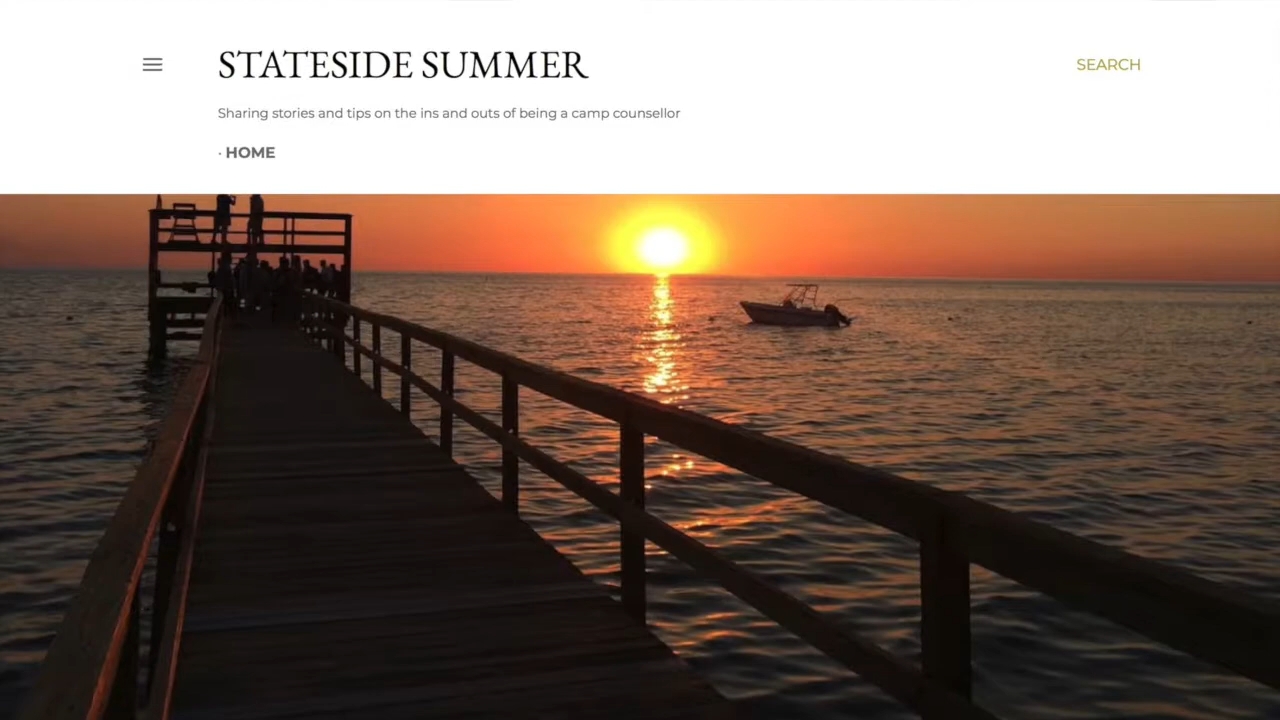 STATESIDE SUMMER
SEARCH
Sharing stories and tips on the ins and outs of being a camp counsellor
· HOME